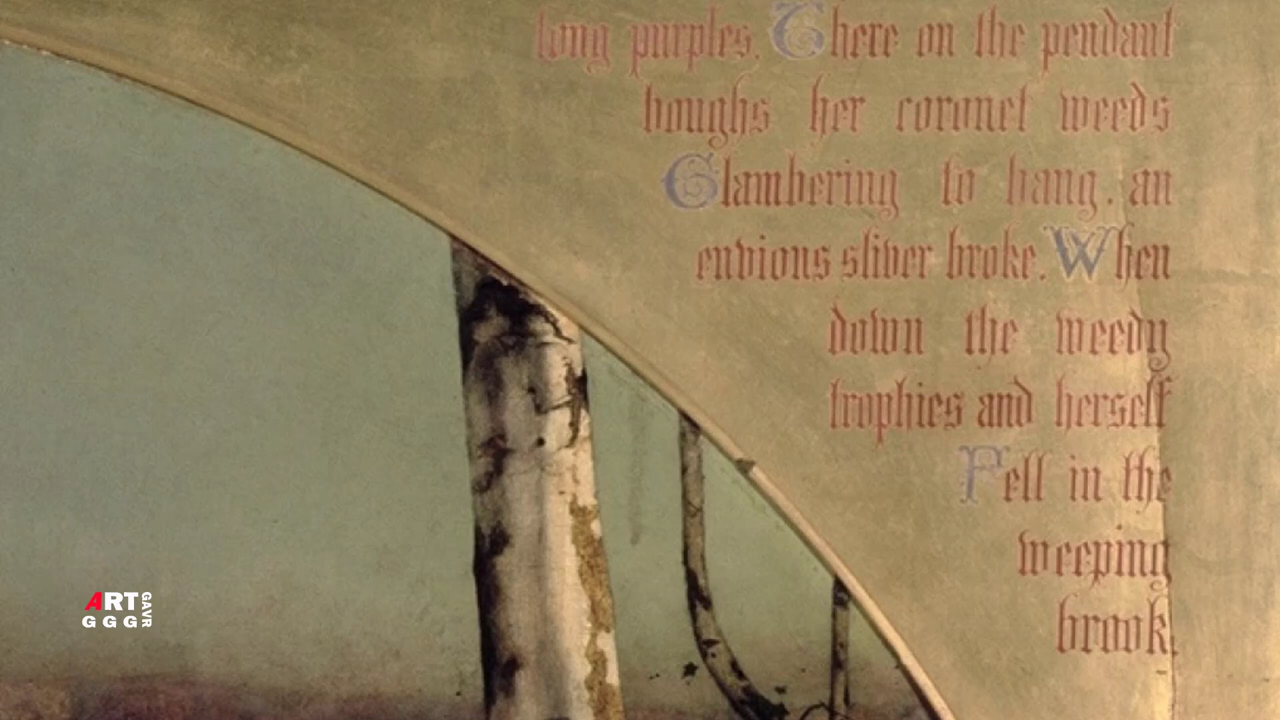 long purples. There on the pendant
boughs her coronet weeds
Clambering to hang, an
envious sliver broke. When
down the weedy
trophies and herself
Fell in the
weeping
brook.
ART GAVR
GGGR